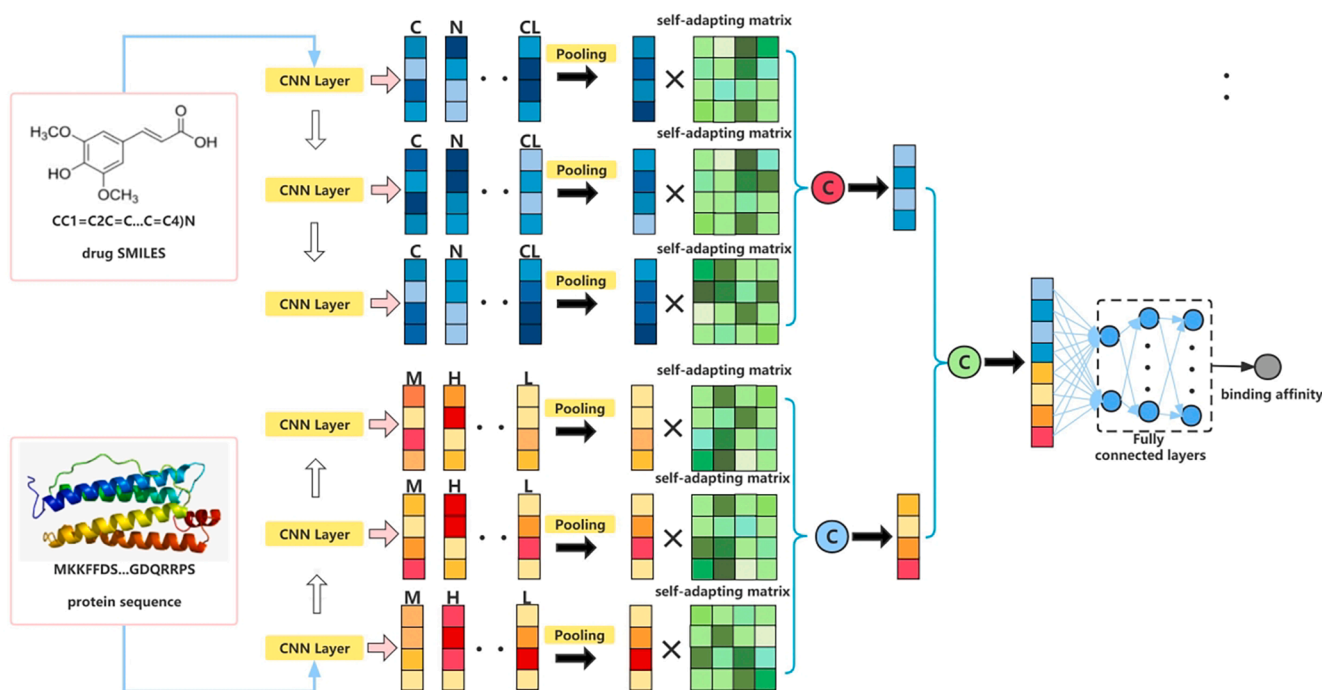 self-adapting matrix
C N CL
Pooling
CNN Layer
O
H₃CO
OH
HO
OCH₃
CC1=C2C=C...C=C4)N
drug SMILES
self-adapting matrix
C N CL
Pooling
CNN Layer
C
self-adapting matrix
C N CL
Pooling
CNN Layer
C
binding affinity
Fully
connected layers
self-adapting matrix
M H L
Pooling
CNN Layer
self-adapting matrix
M H L
Pooling
CNN Layer
C
MKKFFDS...GDQRRPS
protein sequence
self-adapting matrix
M H L
Pooling
CNN Layer